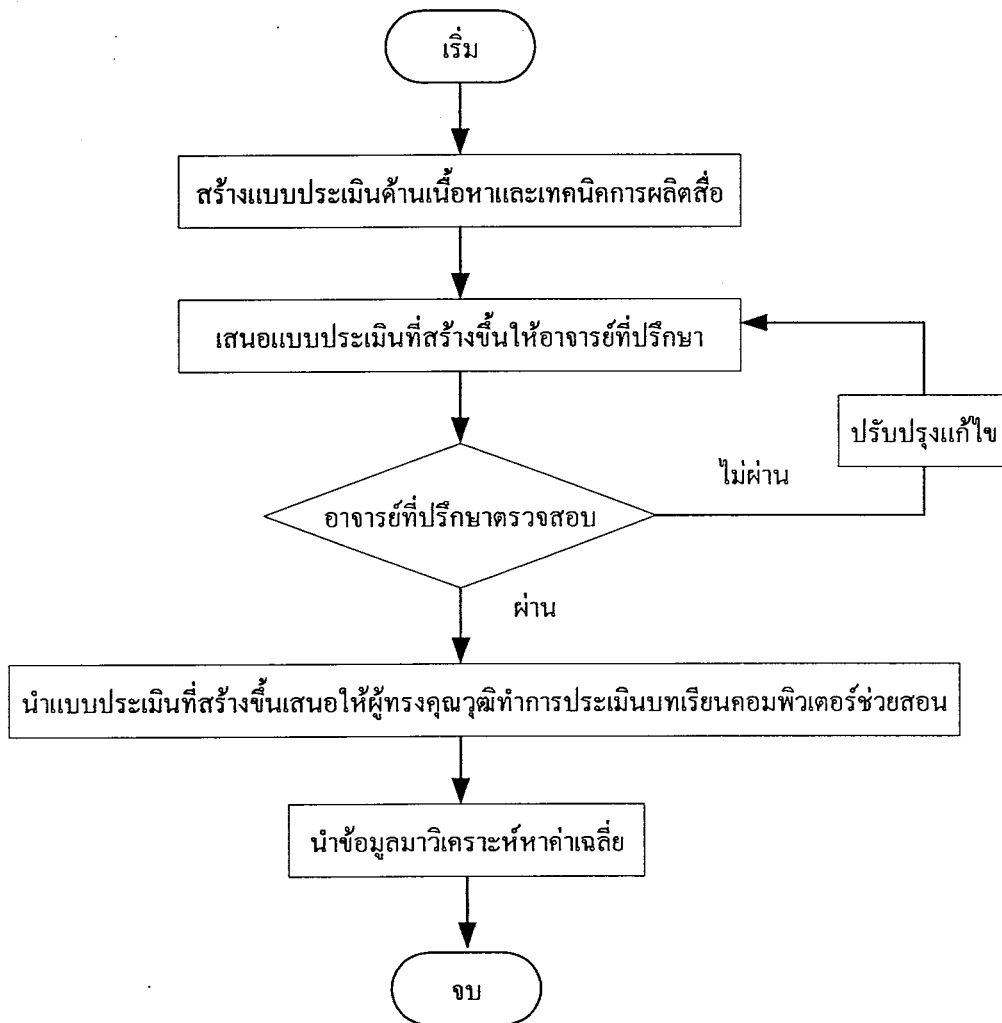 เริ่ม
สร้างแบบประเมินด้านเนื้อหาและเทคนิคการผลิตสื่อ
เสนอแบบประเมินที่สร้างขึ้นให้อาจารย์ที่ปรึกษา
ปรับปรุงแก้ไข
ไม่ผ่าน
อาจารย์ที่ปรึกษาตรวจสอบ
ผ่าน
นำแบบประเมินที่สร้างขึ้นเสนอให้ผู้ทรงคุณวุฒิทำการประเมินบทเรียนคอมพิวเตอร์ช่วยสอน
นำข้อมูลมาวิเคราะห์หาค่าเฉลี่ย
จบ